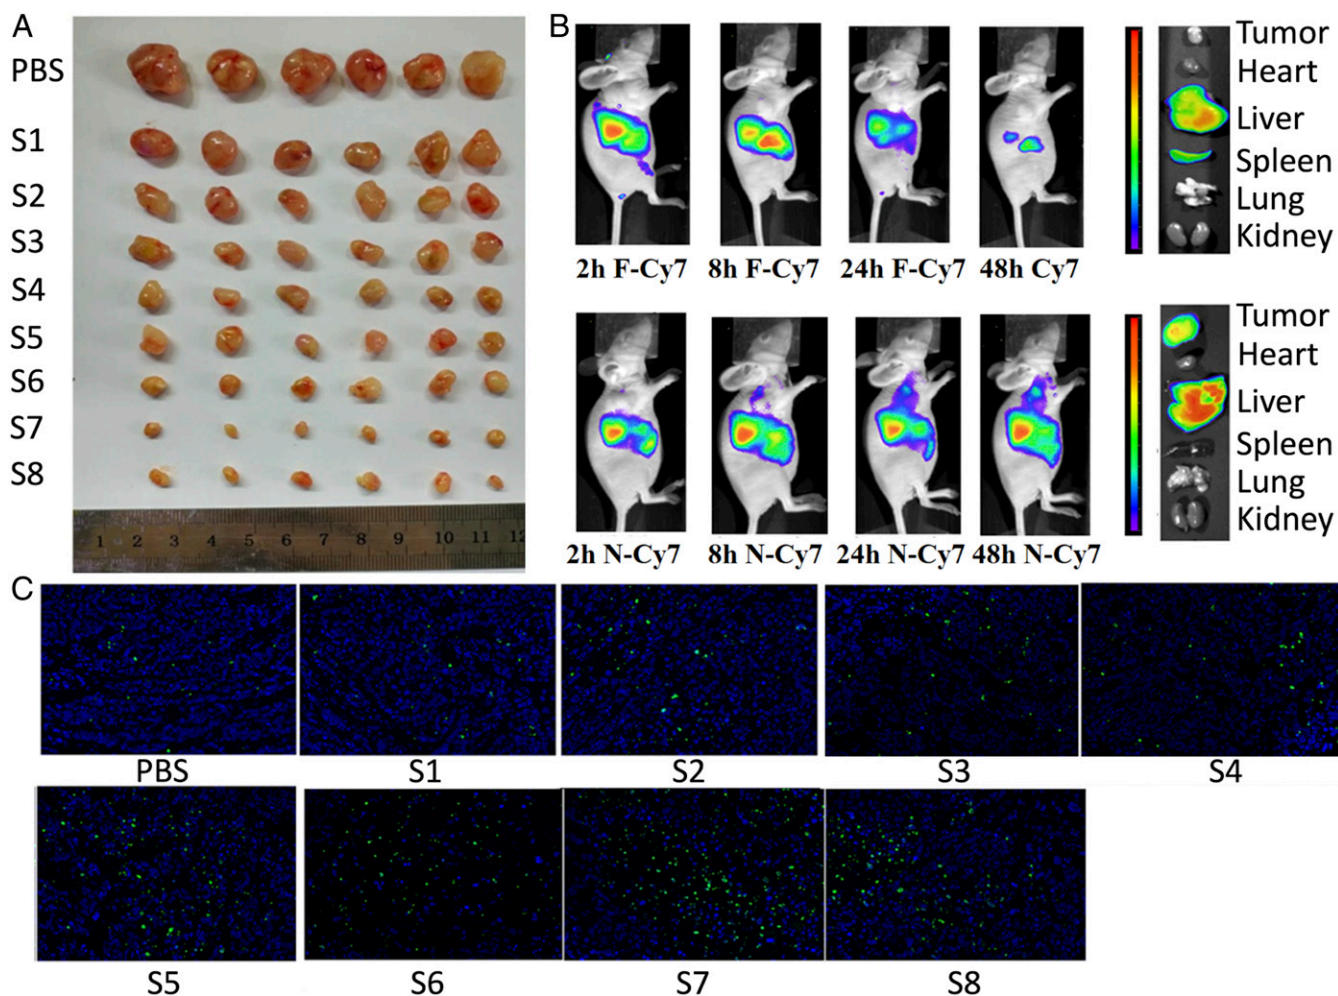 A
PBS
S1
S2
S3
S4
S5
S6
S7
S8
1 2 3 4 5 6 7 8 9 10 11 12
B
2h F-Cy7 8h F-Cy7 24h F-Cy7 48h Cy7
Tumor
Heart
Liver
Spleen
Lung
Kidney
2h N-Cy7 8h N-Cy7 24h N-Cy7 48h N-Cy7
Tumor
Heart
Liver
Spleen
Lung
Kidney
C
PBS S1 S2 S3 S4
S5 S6 S7 S8